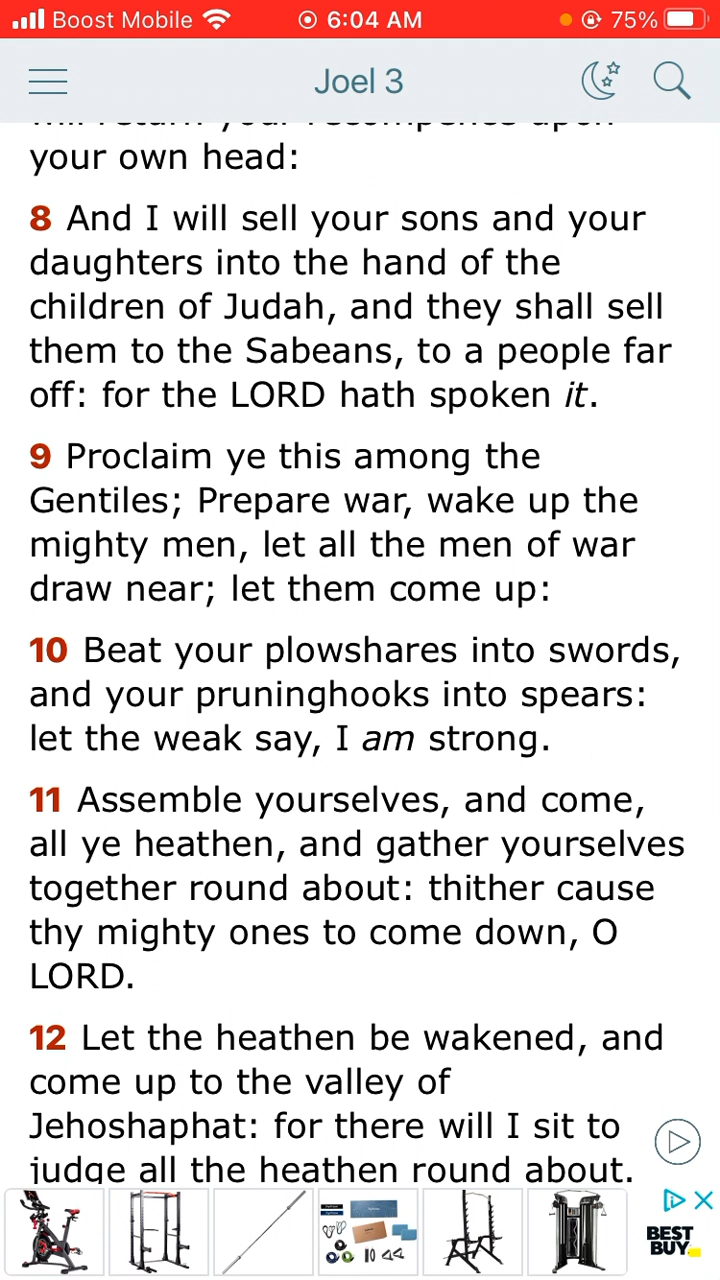 Boost Mobile 6:04 AM 75%
Joel 3
will return your recompence upon
your own head:
8 And I will sell your sons and your
daughters into the hand of the
children of Judah, and they shall sell
them to the Sabeans, to a people far
off: for the LORD hath spoken it.
9 Proclaim ye this among the
Gentiles; Prepare war, wake up the
mighty men, let all the men of war
draw near; let them come up:
10 Beat your plowshares into swords,
and your pruninghooks into spears:
let the weak say, I am strong.
11 Assemble yourselves, and come,
all ye heathen, and gather yourselves
together round about: thither cause
thy mighty ones to come down, O
LORD.
12 Let the heathen be wakened, and
come up to the valley of
Jehoshaphat: for there will I sit to
judge all the heathen round about.
BEST
BUY